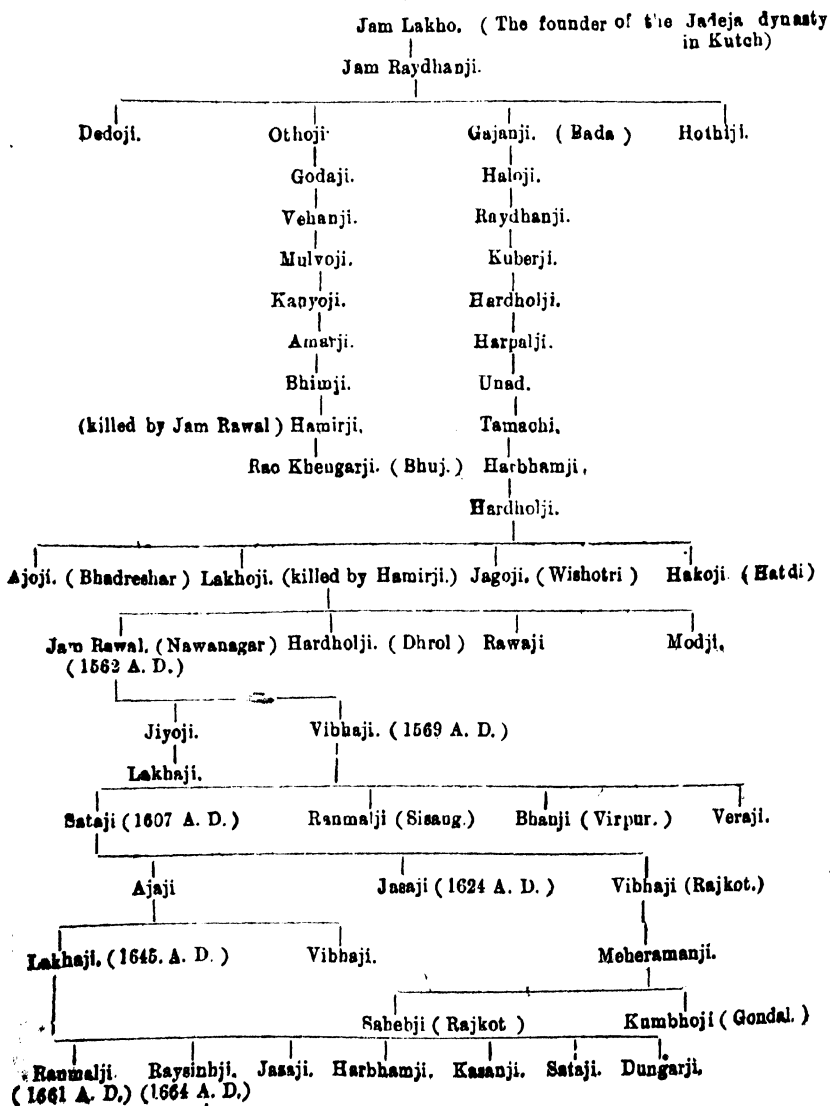 Jam Lakho. ( The founder of the Jadeja dynasty
in Kutch)
Jam Raydhanji.
Dedoji. Othoji Gajanji. ( Bada ) Hothiji.
Godaji. Haloji.
Vehanji. Raydhanji.
Mulvoji. Kuberji.
Kanyoji. Hardholji.
Amarji. Harpalji.
Bhimji. Unad.
(killed by Jam Rawal) Hamirji. Tamachi.
Rao Khengarji. ( Bhuj. ) Harbhamji.
Hardholji.
Ajoji. ( Bhadreshar) Lakhoji. (killed by Hamirji.) Jagoji. (Wishotri ) Hakoji. (Hatdi)
Jam Rawal. (Nawanagar) Hardholji. ( Dhrol ) Rawaji Modji.
(1562 A. D.)
Jiyoji. Vibhaji. ( 1569 A. D.)
Lakhaji.
Sataji (1607 A. D.) Ranmalji (Sisang.) Bhanji (Virpur.) Veraji.
Ajaji Jasaji (1624 A. D.) Vibhaji (Rajkot.)
Lakhaji. (1645. A. D.) Vibhaji. Meheramanji.
Sahebji (Rajkot ) Kumbhoji (Gondal.)
Ranmalji. Raysinhji. Jasaji. Harbhamji. Kasanji. Sataji. Dungarji.
(1661 A. D.) (1664 A. D.)